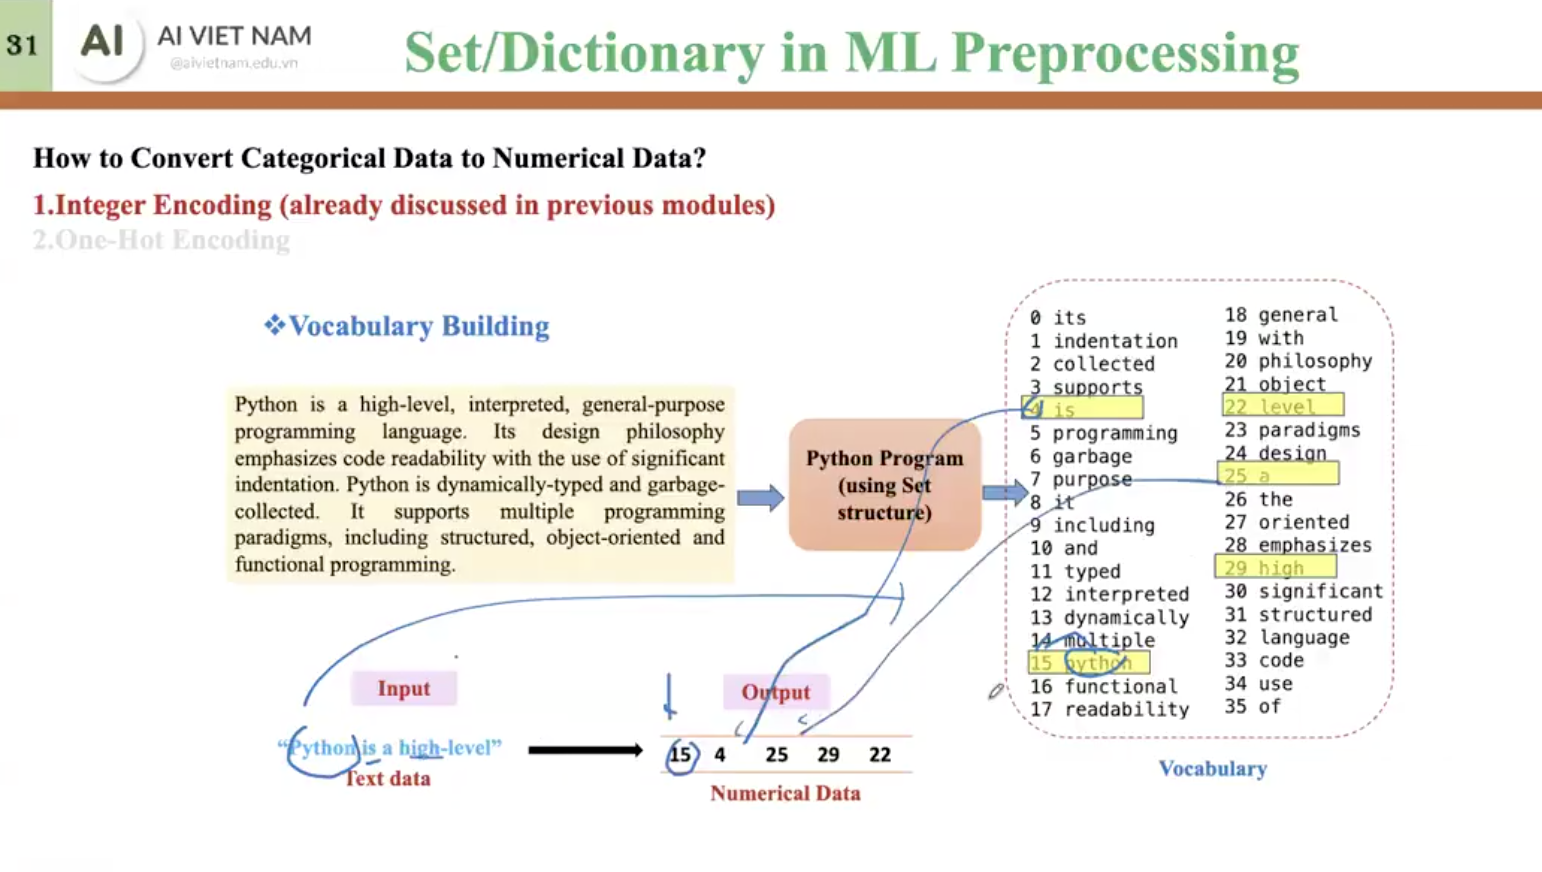 31
AI
AI VIET NAM
@aivietnam.edu.vn
Set/Dictionary in ML Preprocessing
How to Convert Categorical Data to Numerical Data?
1.Integer Encoding (already discussed in previous modules)
2.One-Hot Encoding
❖Vocabulary Building
Python is a high-level, interpreted, general-purpose
programming language. Its design philosophy
emphasizes code readability with the use of significant
indentation. Python is dynamically-typed and garbage-
collected. It supports multiple programming
paradigms, including structured, object-oriented and
functional programming.
Python Program
(using Set
structure)
0 its
1 indentation
2 collected
3 supports
4 is
5 programming
6 garbage
7 purpose
8 it
9 including
10 and
11 typed
12 interpreted
13 dynamically
14 multiple
15 python
16 functional
17 readability
18 general
19 with
20 philosophy
21 object
22 level
23 paradigms
24 design
25 a
26 the
27 oriented
28 emphasizes
29 high
30 significant
31 structured
32 language
33 code
34 use
35 of
Vocabulary
Input
"Python is a high-level"
Text data
Output
15 4 25 29 22
Numerical Data